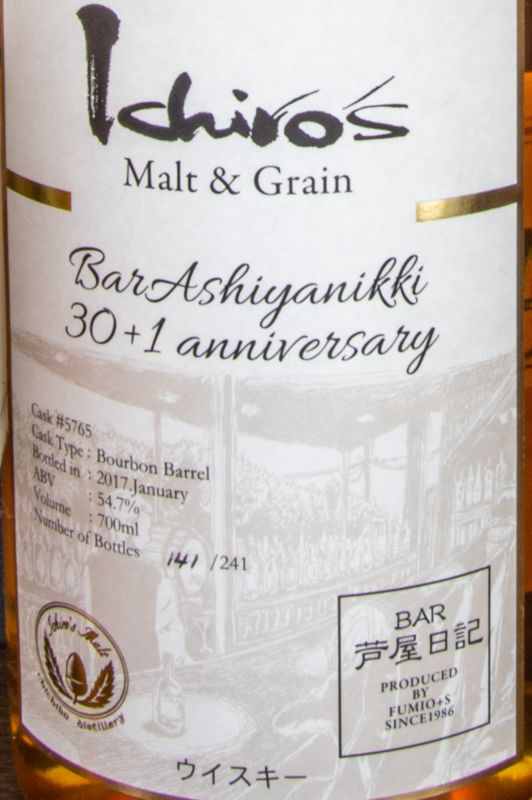 Ichiro's
Malt & Grain
BarAshiyanikki
30+1 anniversary
Cask #5765
Cask Type : Bourbon Barrel
Bottled in : 2017.January
ABV : 54.7%
Volume : 700ml
Number of Bottles 141 /241
Ichiro's Malt
Chichibu distillery
BAR
芦屋日記
PRODUCED
BY
FUMIO+S
SINCE1986
ウイスキー